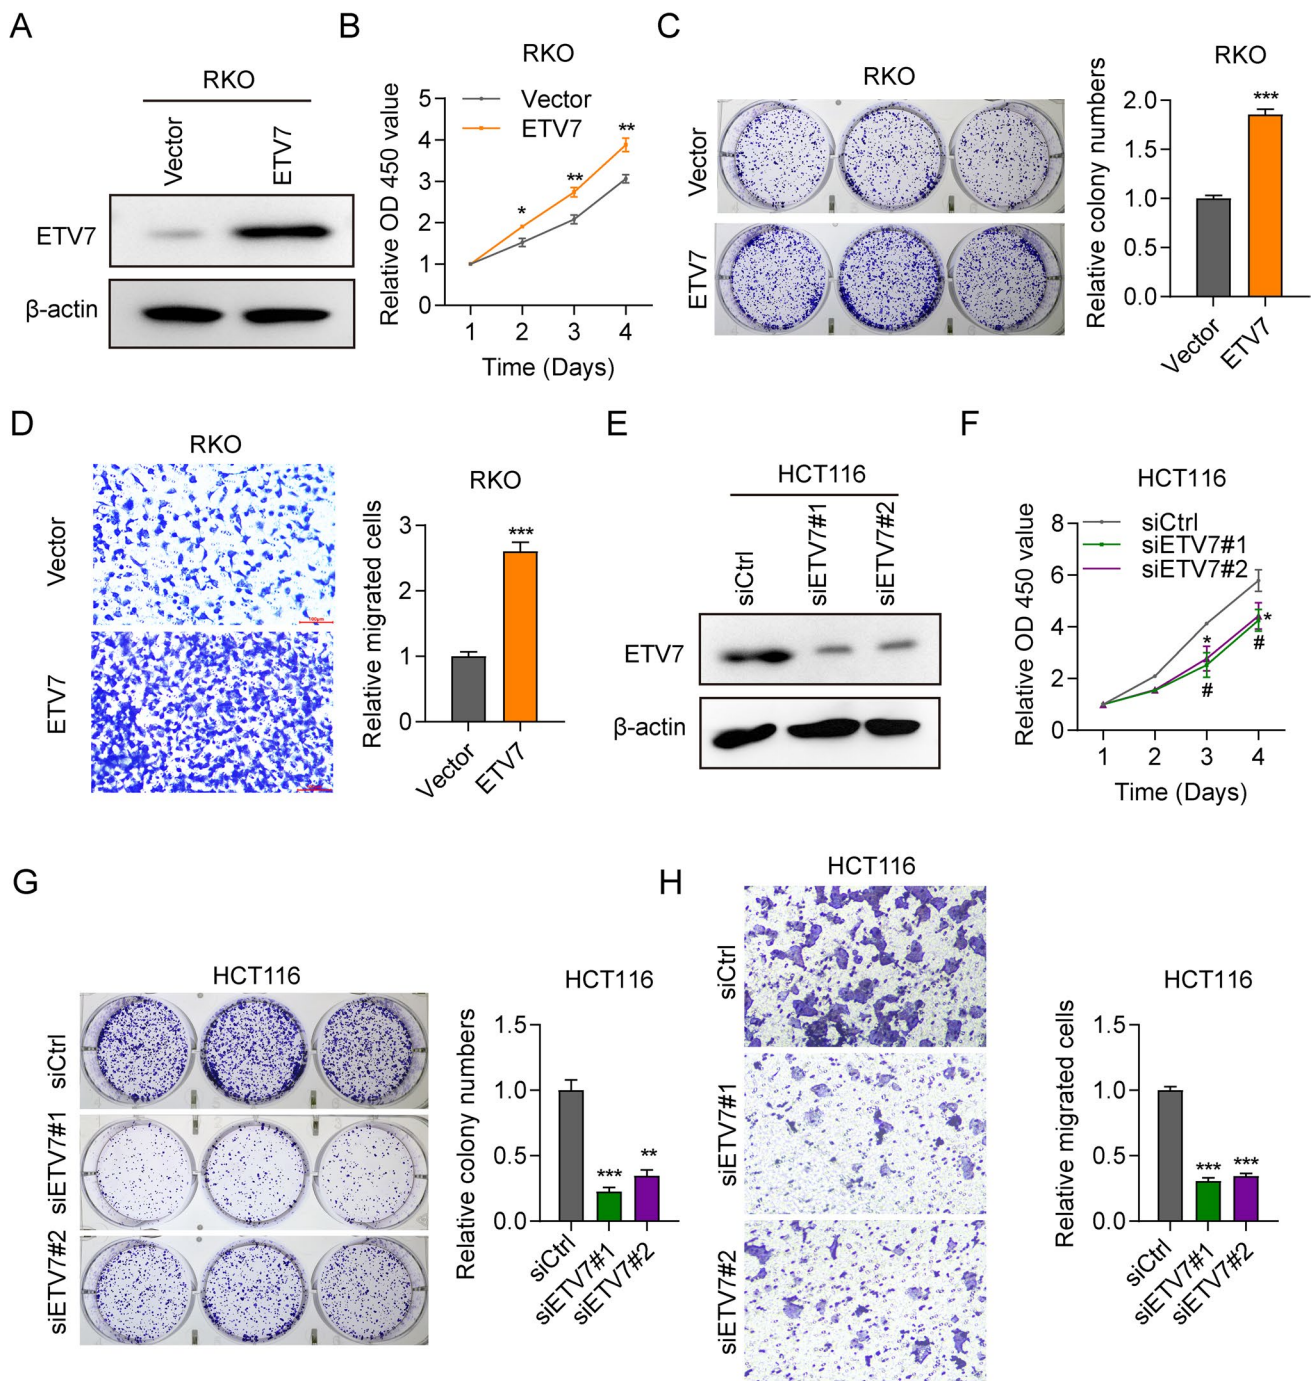 A
RKO
Vector
ETV7
ETV7
β-actin
B
RKO
Vector
ETV7
Relative OD 450 value
5
4
3
2
1
0
*
**
**
1 2 3 4
Time (Days)
C
RKO
Vector
ETV7
RKO
Relative colony numbers
2.0
1.5
1.0
0.5
0.0
***
Vector
ETV7
D
RKO
Vector
100μm
ETV7
RKO
Relative migrated cells
3
2
1
0
***
Vector
ETV7
E
HCT116
siCtrl
siETV7#1
siETV7#2
ETV7
β-actin
F
HCT116
siCtrl
siETV7#1
siETV7#2
Relative OD 450 value
8
6
4
2
0
*
#
*
#
1 2 3 4
Time (Days)
G
HCT116
siCtrl
siETV7#1
siETV7#2
HCT116
Relative colony numbers
1.5
1.0
0.5
0.0
***
**
siCtrl
siETV7#1
siETV7#2
H
HCT116
siCtrl
siETV7#1
siETV7#2
HCT116
Relative migrated cells
1.5
1.0
0.5
0.0
***
***
siCtrl
siETV7#1
siETV7#2